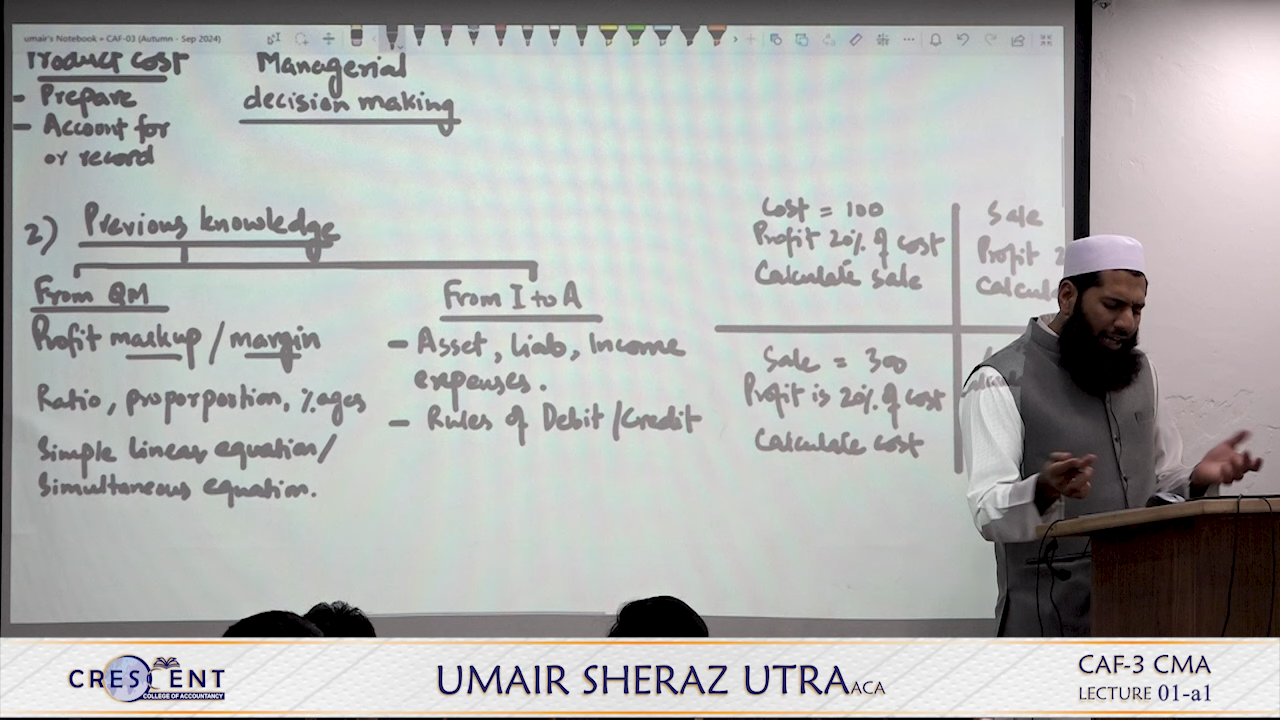 umair's Notebook » CAF-03 (Autumn - Sep 2024)
Product cost
- Prepare
- Account for
or record
Managerial
decision making
2) Previous knowledge
From QM
Profit markup / margin
Ratio, proporpostion, %ages
Simple linear equation/
Simultaneous equation.
From I to A
- Asset, Liab, Income
expenses.
- Rules of Debit/Credit
Cost = 100
Profit 20% of cost
Calculate sale
Sale
Profit 2
Calcul
Sale = 300
Profit is 20% of cost
Calculate cost
CRESCENT
COLLEGE OF ACCOUNTANCY
UMAIR SHERAZ UTRA ACA
CAF-3 CMA
LECTURE 01-a1